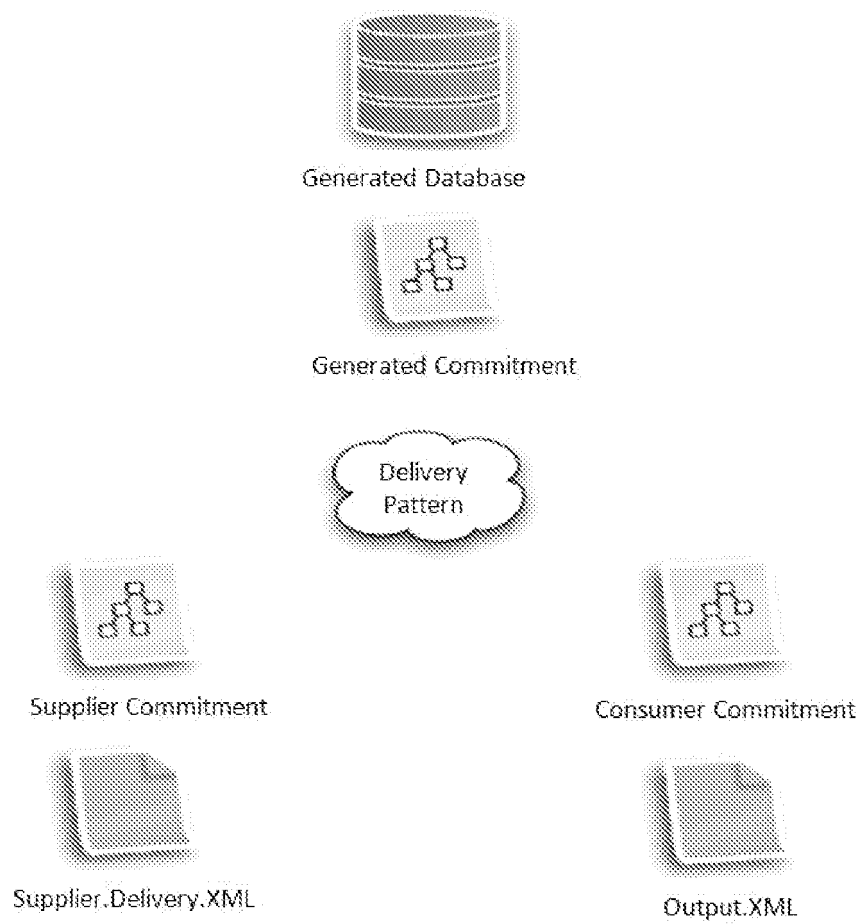 Generated Database
Generated Commitment
Delivery
Pattern
Supplier Commitment
Consumer Commitment
Supplier.Delivery.XML
Output.XML